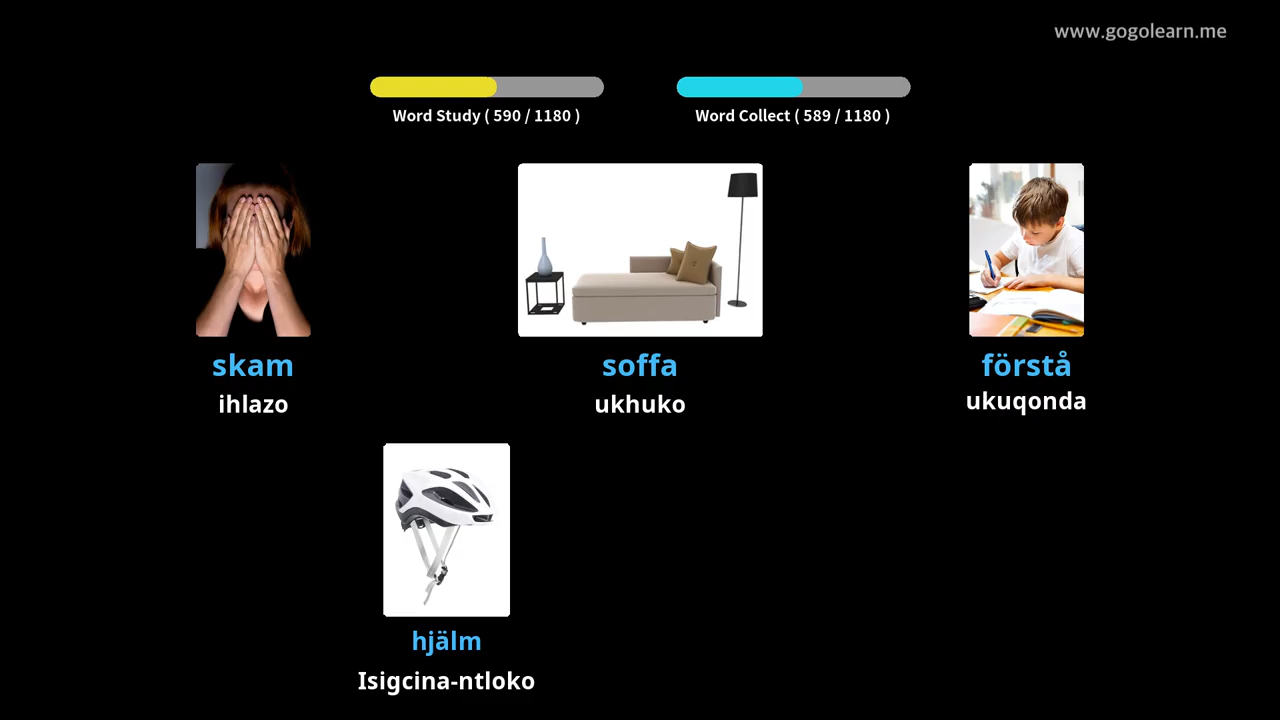 www.gogolearn.me
Word Study ( 590 / 1180 )
Word Collect ( 589 / 1180 )
skam
soffa
förstå
ihlazo
ukhuko
ukuqonda
hjälm
Isigcina-ntloko